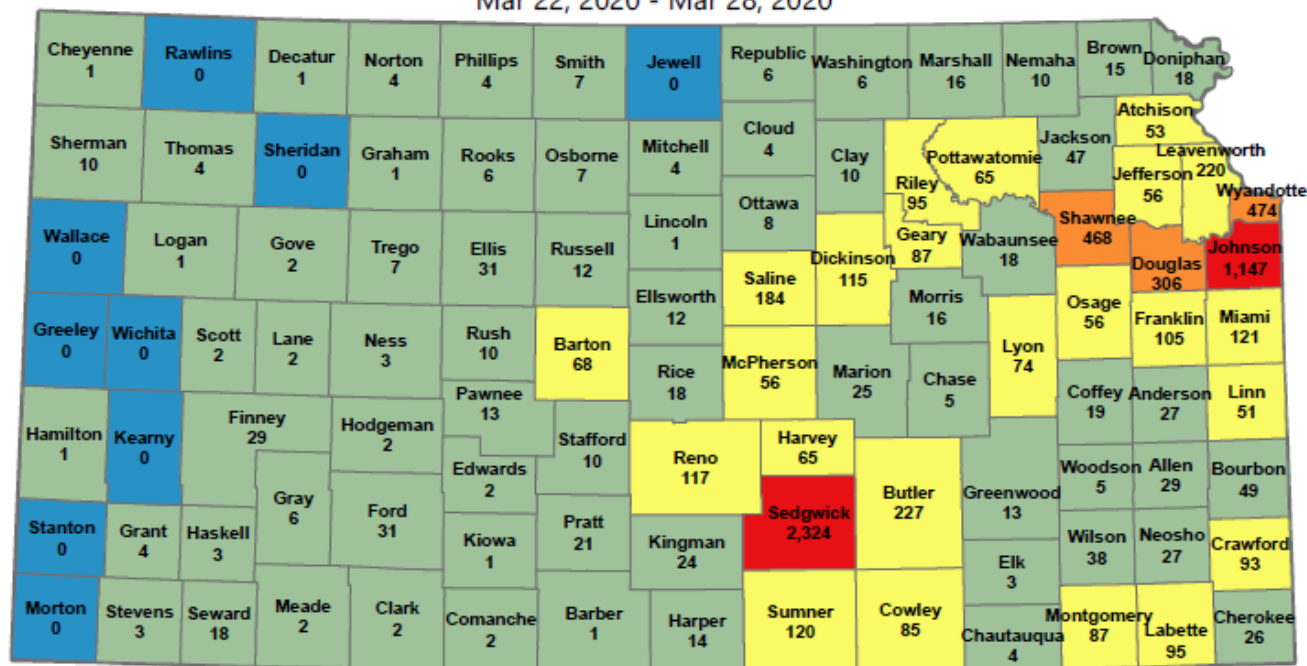 Mar 22, 2020 - Mar 28, 2020
Cheyenne
1
Rawlins
0
Decatur
1
Norton
4
Phillips
4
Smith
7
Jewell
0
Republic
6
Washington
6
Marshall
16
Nemaha
10
Brown
15
Doniphan
18
Sherman
10
Thomas
4
Sheridan
0
Graham
1
Rooks
6
Osborne
7
Mitchell
4
Cloud
4
Clay
10
Riley
95
Pottawatomie
65
Jackson
47
Atchison
53
Jefferson
56
Leavenworth
220
Wyandotte
474
Wallace
0
Logan
1
Gove
2
Trego
7
Ellis
31
Russell
12
Lincoln
1
Ottawa
8
Saline
184
Dickinson
115
Geary
87
Wabaunsee
18
Shawnee
468
Douglas
306
Johnson
1,147
Greeley
0
Wichita
0
Scott
2
Lane
2
Ness
3
Rush
10
Barton
68
Ellsworth
12
Rice
18
McPherson
56
Marion
25
Morris
16
Chase
5
Lyon
74
Osage
56
Franklin
105
Miami
121
Coffey
19
Anderson
27
Linn
51
Hamilton
1
Kearny
0
Finney
29
Hodgeman
2
Pawnee
13
Edwards
2
Stafford
10
Reno
117
Harvey
65
Sedgwick
2,324
Butler
227
Greenwood
13
Woodson
5
Allen
29
Bourbon
49
Stanton
0
Grant
4
Haskell
3
Gray
6
Ford
31
Kiowa
1
Pratt
21
Kingman
24
Elk
3
Wilson
38
Neosho
27
Crawford
93
Morton
0
Stevens
3
Seward
18
Meade
2
Clark
2
Comanche
2
Barber
1
Harper
14
Sumner
120
Cowley
85
Chautauqua
4
Montgomery
87
Labette
95
Cherokee
26